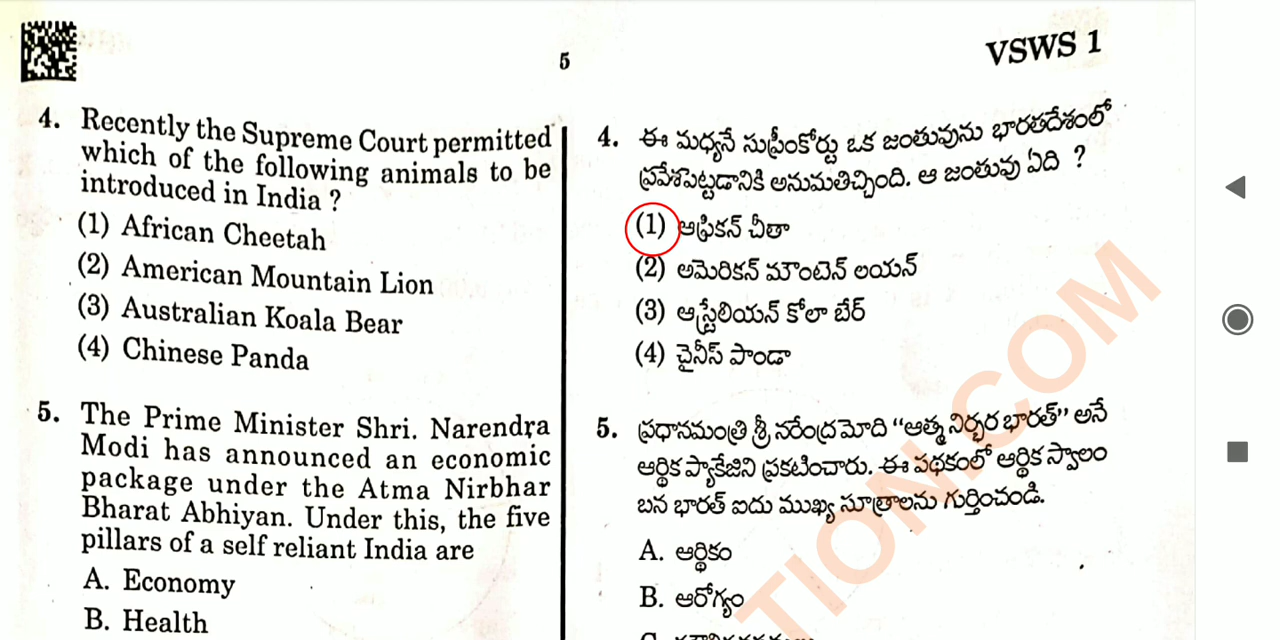 5
VSWS 1
4. Recently the Supreme Court permitted
which of the following animals to be
introduced in India ?
(1) African Cheetah
(2) American Mountain Lion
(3) Australian Koala Bear
(4) Chinese Panda
5. The Prime Minister Shri. Narendra
Modi has announced an economic
package under the Atma Nirbhar
Bharat Abhiyan. Under this, the five
pillars of a self reliant India are
A. Economy
B. Health
4. ఈ మధ్యనే సుప్రీంకోర్టు ఒక జంతువును భారతదేశంలో
ప్రవేశపెట్టడానికి అనుమతిచ్చింది. ఆ జంతువు ఏది ?
(1) ఆఫ్రికన్ చీతా
(2) అమెరికన్ మౌంటెన్ లయన్
(3) ఆస్ట్రేలియన్ కోలా బేర్
(4) చైనీస్ పాండా
5. ప్రధానమంత్రి శ్రీ నరేంద్రమోది “ఆత్మ నిర్భర భారత్” అనే
ఆర్థిక ప్యాకేజిని ప్రకటించారు. ఈ పథకంలో ఆర్థిక స్వాలం
బన భారత్ ఐదు ముఖ్య సూత్రాలను గుర్తించండి.
A. ఆర్థికం
B. ఆరోగ్యం
TION.COM